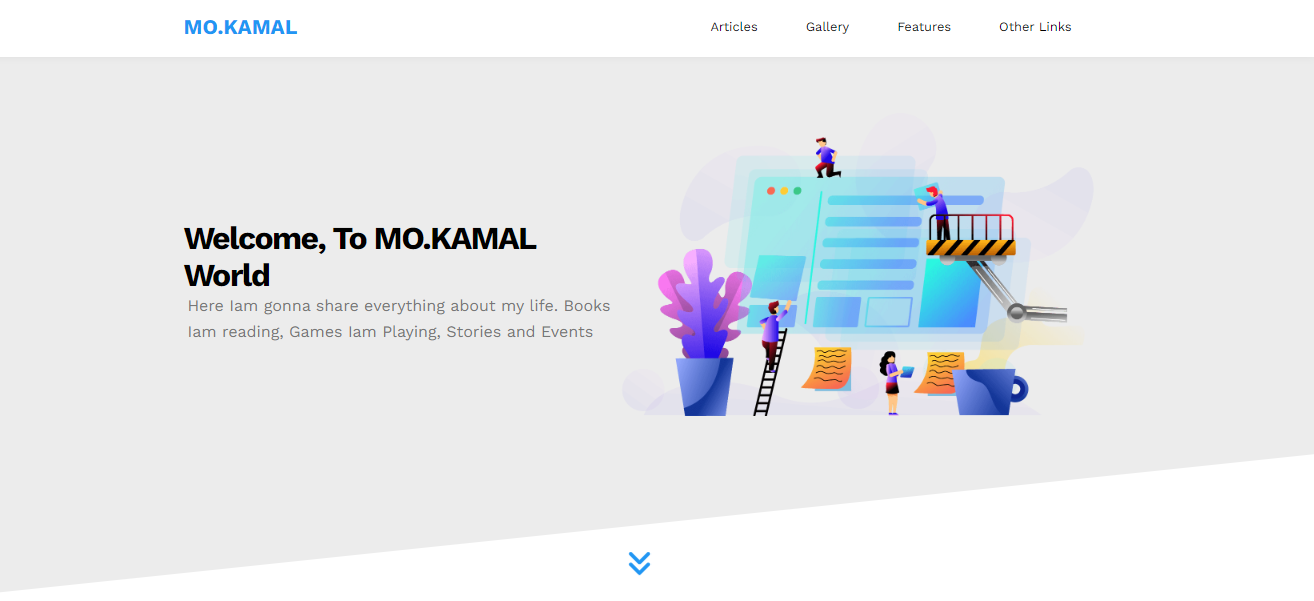 MO.KAMAL
Articles
Gallery
Features
Other Links
Welcome, To MO.KAMAL
World
Here Iam gonna share everything about my life. Books
Iam reading, Games Iam Playing, Stories and Events